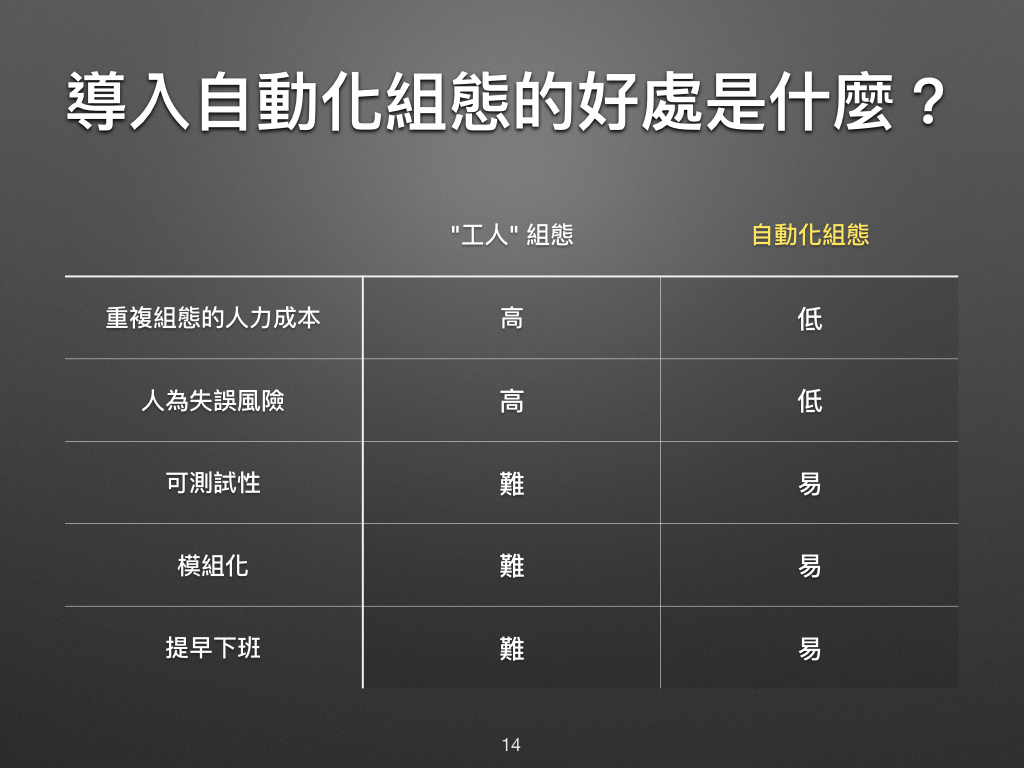 導入自動化組態的好處是什麼？
"工人" 組態 自動化組態
重複組態的人力成本 高 低
人為失誤風險 高 低
可測試性 難 易
模組化 難 易
提早下班 難 易
14